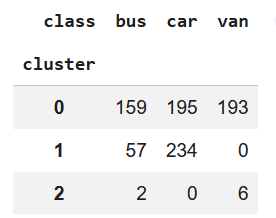 class bus car van
cluster
0 159 195 193
1 57 234 0
2 2 0 6